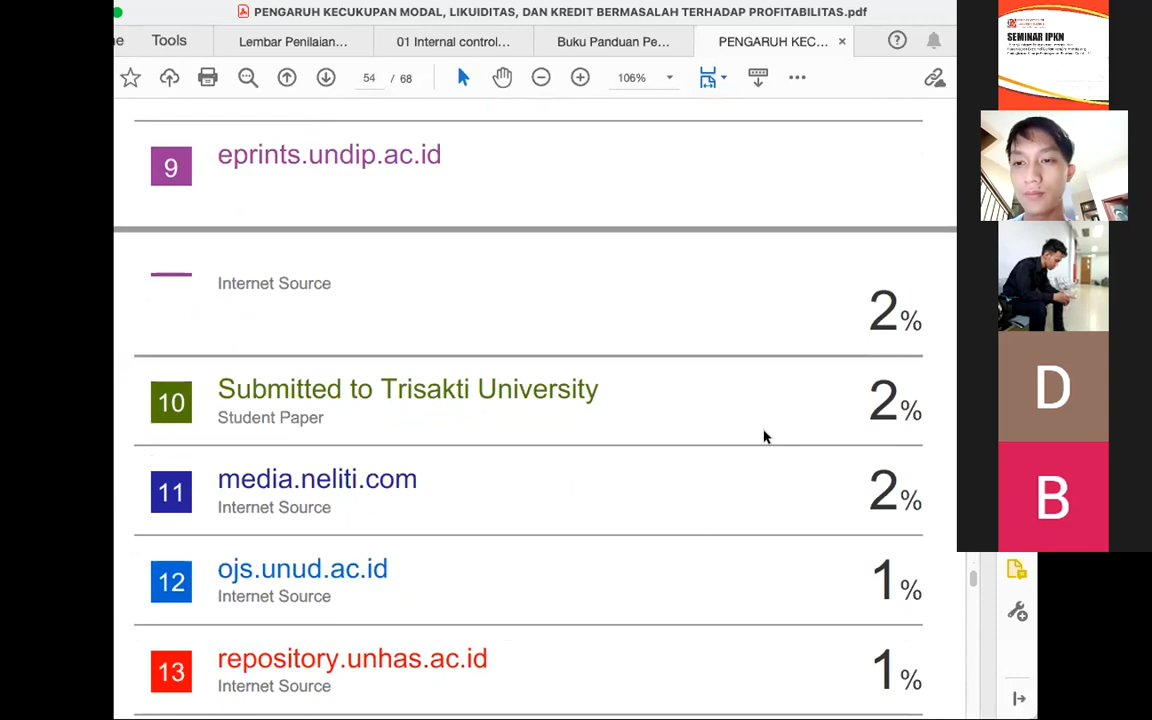 PENGARUH KECUKUPAN MODAL, LIKUIDITAS, DAN KREDIT BERMASALAH TERHADAP PROFITABILITAS.pdf
me
Tools
Lembar Penilaian...
01 Internal control...
Buku Panduan Pe...
PENGARUH KEC...
54 / 68
106%
9
eprints.undip.ac.id
Internet Source
2%
10
Submitted to Trisakti University
Student Paper
2%
11
media.neliti.com
Internet Source
2%
12
ojs.unud.ac.id
Internet Source
1%
13
repository.unhas.ac.id
Internet Source
1%
SEMINAR IPKN
D
B